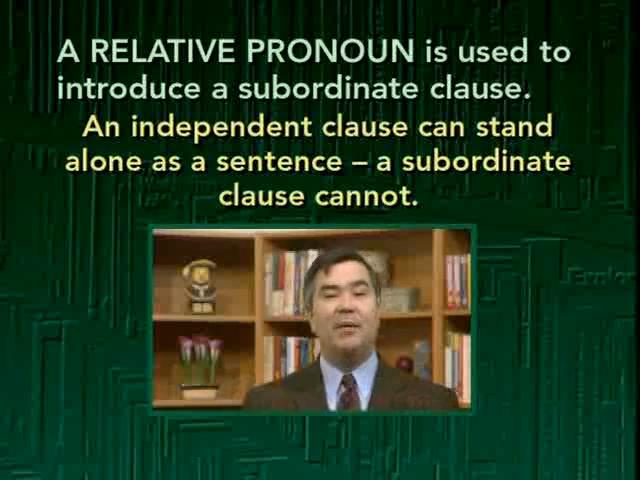 A RELATIVE PRONOUN is used to
introduce a subordinate clause.
An independent clause can stand
alone as a sentence – a subordinate
clause cannot.